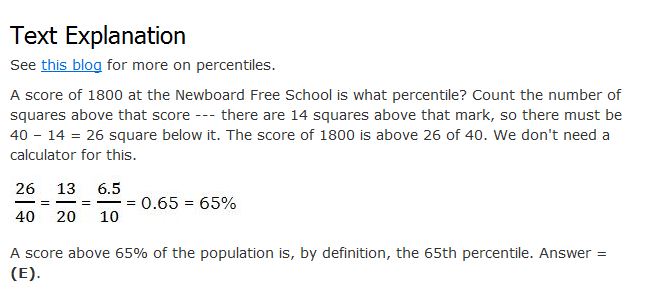 Text Explanation
See this blog for more on percentiles.
A score of 1800 at the Newboard Free School is what percentile? Count the number of
squares above that score --- there are 14 squares above that mark, so there must be
40 – 14 = 26 square below it. The score of 1800 is above 26 of 40. We don't need a
calculator for this.
26/40 = 13/20 = 6.5/10 = 0.65 = 65%
A score above 65% of the population is, by definition, the 65th percentile. Answer =
(E).